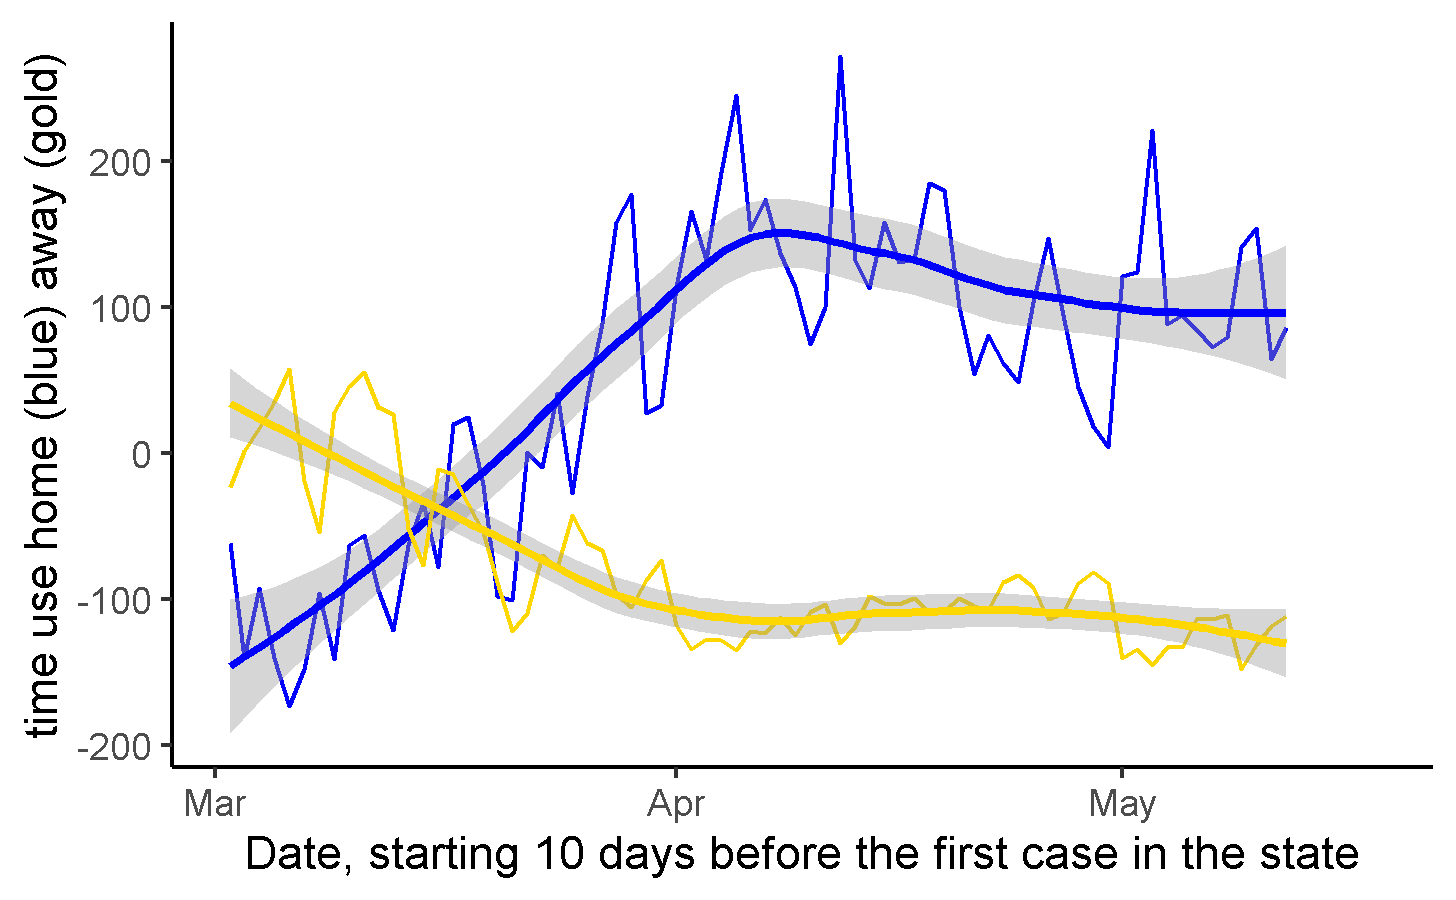 time use home (blue) away (gold)
200
100
0
-100
-200
Mar
Apr
May
Date, starting 10 days before the first case in the state